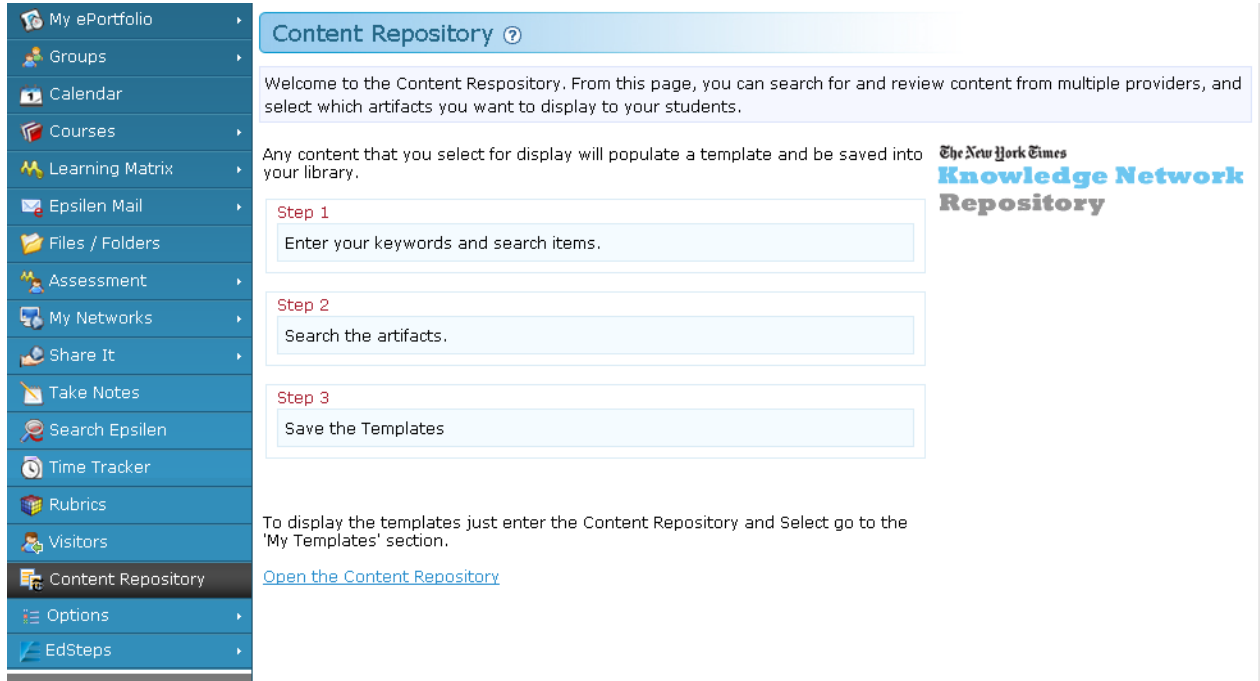 My ePortfolio
Groups
Calendar
Courses
Learning Matrix
Epsilen Mail
Files / Folders
Assessment
My Networks
Share It
Take Notes
Search Epsilen
Time Tracker
Rubrics
Visitors
Content Repository
Options
EdSteps
Content Repository ?
Welcome to the Content Respository. From this page, you can search for and review content from multiple providers, and
select which artifacts you want to display to your students.
Any content that you select for display will populate a template and be saved into
your library.
The New York Times
Knowledge Network
Repository
Step 1
Enter your keywords and search items.
Step 2
Search the artifacts.
Step 3
Save the Templates
To display the templates just enter the Content Repository and Select go to the
'My Templates' section.
Open the Content Repository